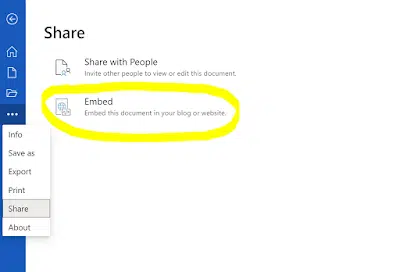 Share
Share with People
Invite other people to view or edit this document.
Embed
Embed this document in your blog or website.
Info
Save as
Export
Print
Share
About